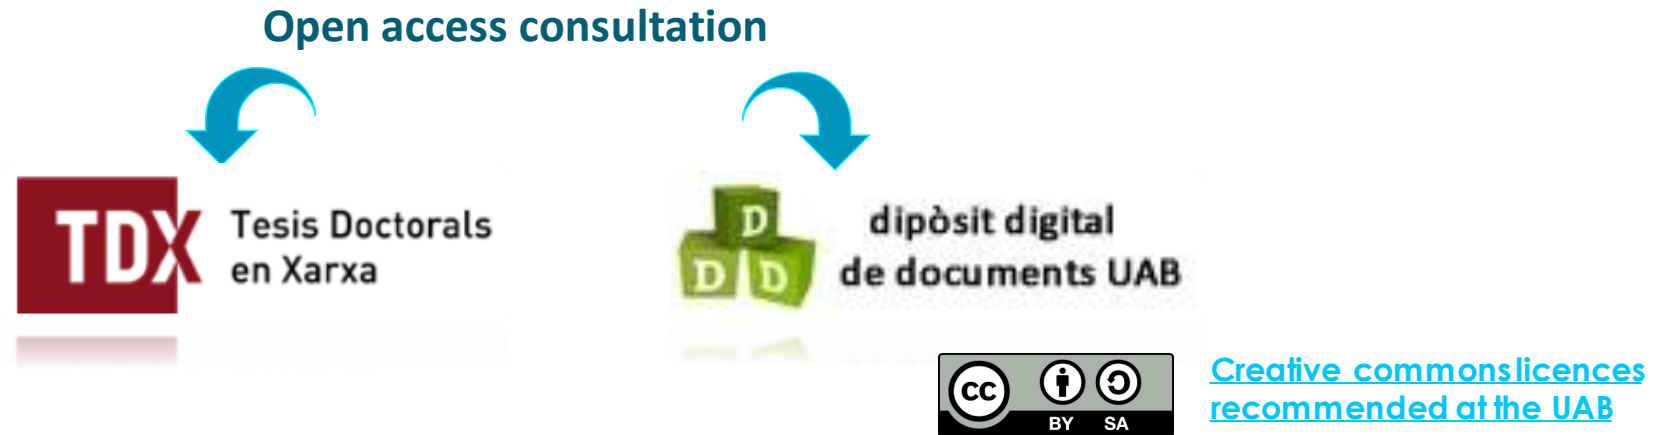 Open access consultation
TDX
Tesis Doctorals
en Xarxa
D
D D
dipòsit digital
de documents UAB
cc
BY SA
Creative commons licences
recommended at the UAB